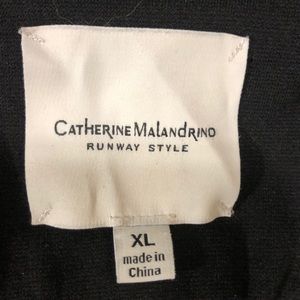 CATHERINE MALANDRINO
RUNWAY STYLE
XL
made in
China